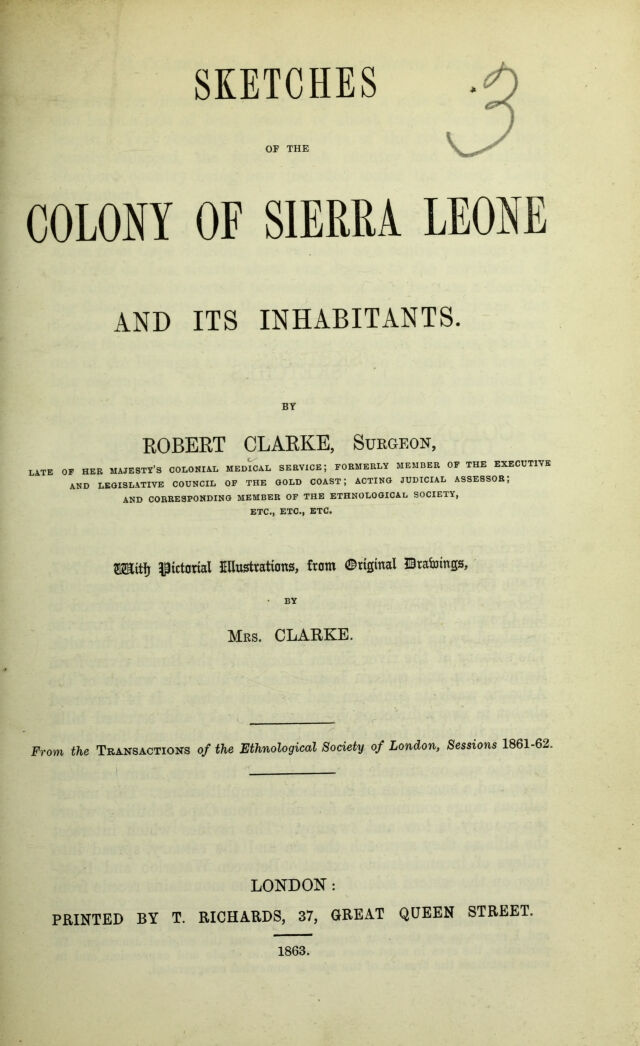 SKETCHES
3
OF THE
COLONY OF SIERRA LEONE
AND ITS INHABITANTS.
BY
ROBERT CLARKE, SURGEON,
LATE OF HER MAJESTY'S COLONIAL MEDICAL SERVICE; FORMERLY MEMBER OF THE EXECUTIVE
AND LEGISLATIVE COUNCIL OF THE GOLD COAST; ACTING JUDICIAL ASSESSOR;
AND CORRESPONDING MEMBER OF THE ETHNOLOGICAL SOCIETY,
ETC., ETC., ETC.
With Pictorial Illustrations, from Original Drawings,
BY
MRS. CLARKE.
From the TRANSACTIONS of the Ethnological Society of London, Sessions 1861-62.
LONDON:
PRINTED BY T. RICHARDS, 37, GREAT QUEEN STREET.
1863.